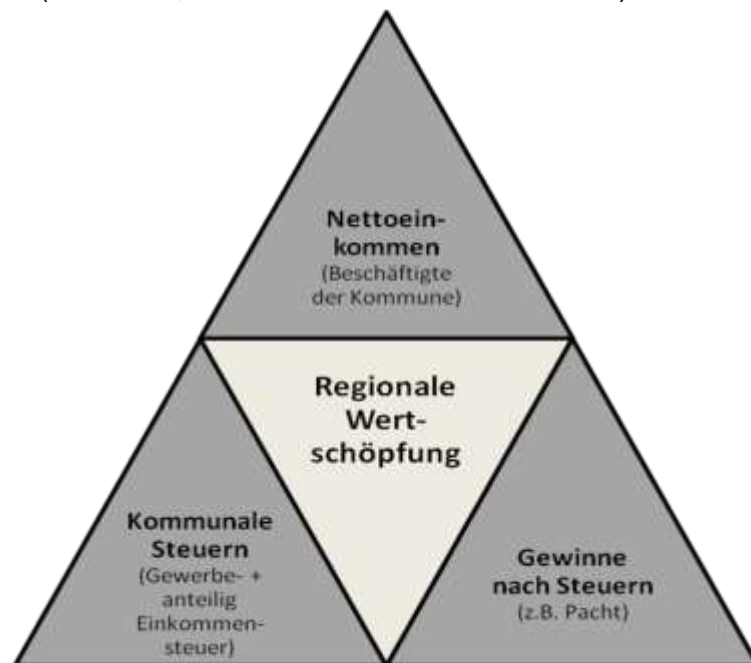 Nettoein-
kommen
(Beschäftigte
der Kommune)
Regionale
Wert-
schöpfung
Kommunale
Steuern
(Gewerbe- +
anteilig
Einkommen-
steuer)
Gewinne
nach Steuern
(z.B. Pacht)